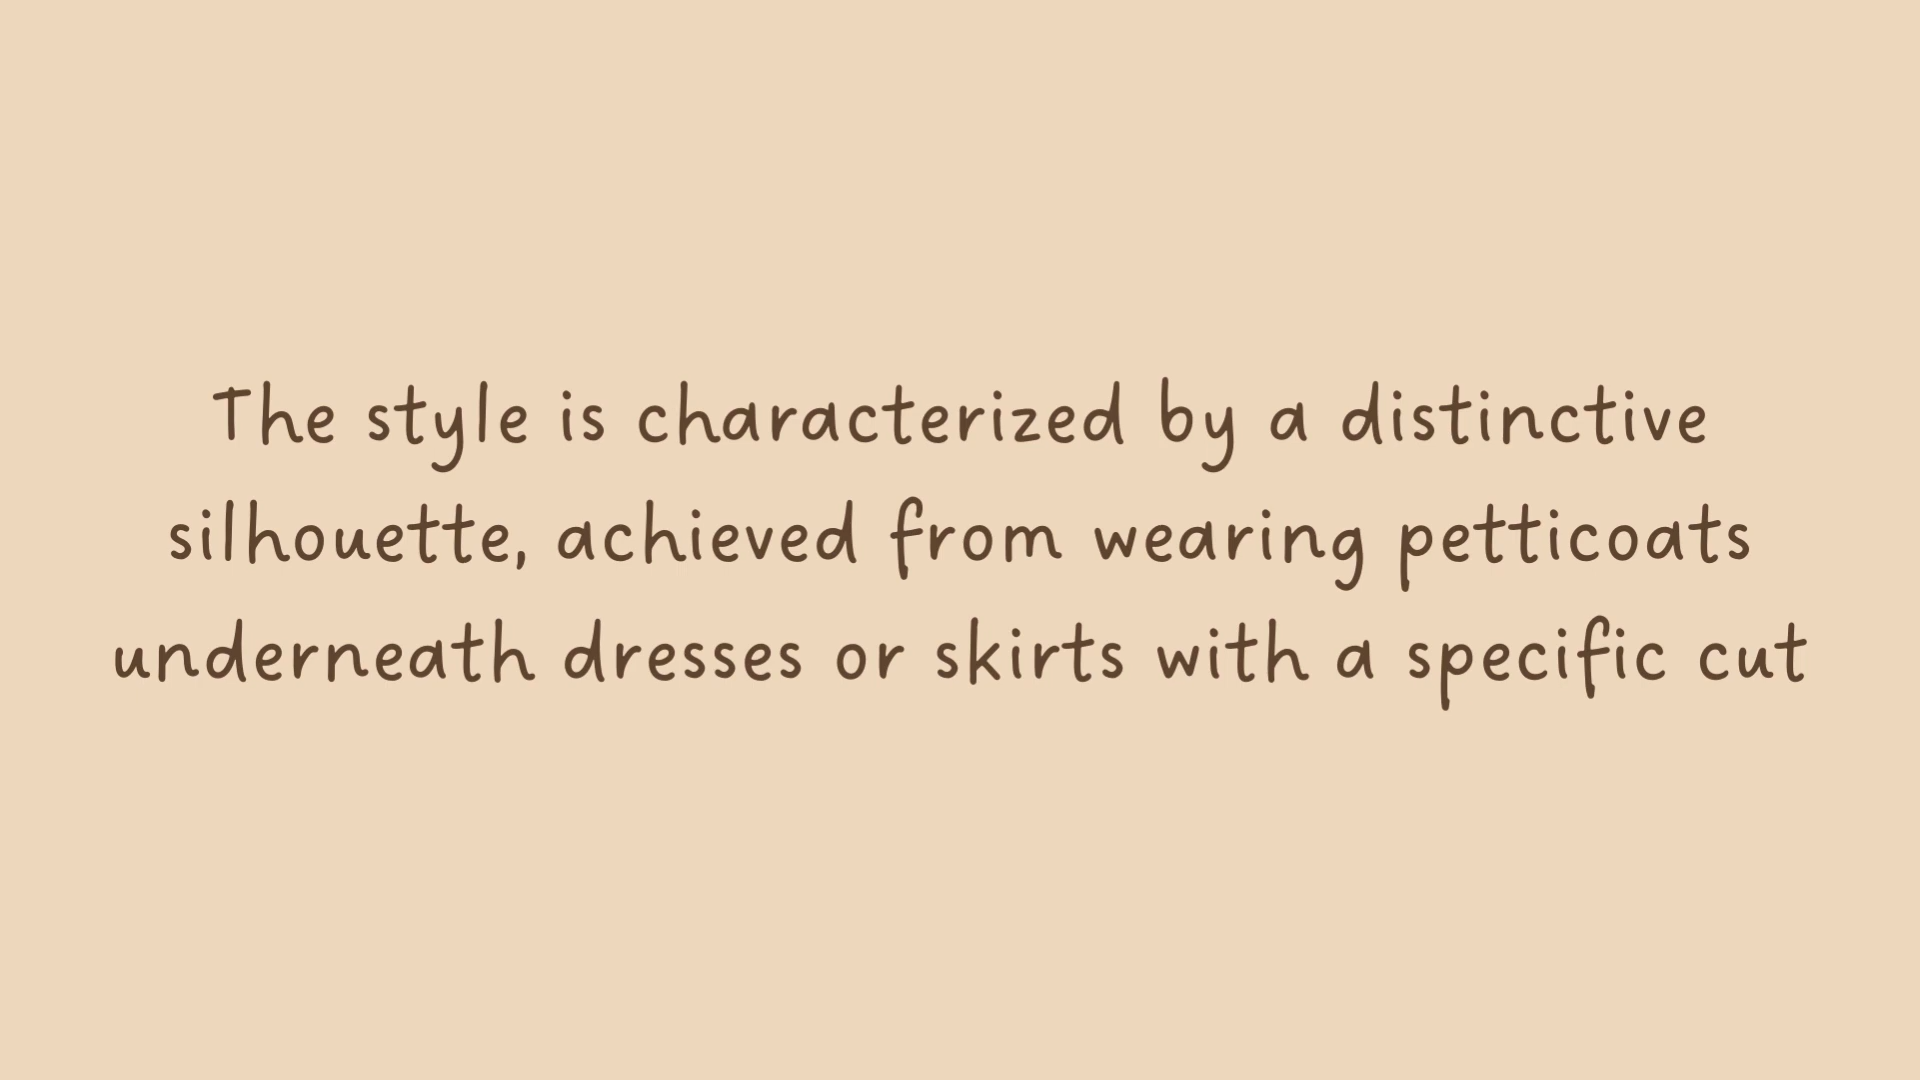 The style is characterized by a distinctive
silhouette, achieved from wearing petticoats
underneath dresses or skirts with a specific cut